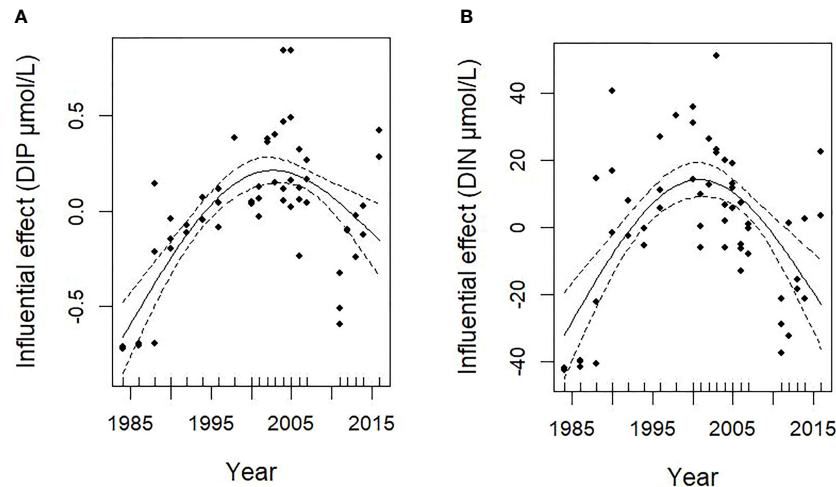 A
Influential effect (DIP µmol/L)
0.5
0.0
-0.5
1985 1995 2005 2015
Year
B
Influential effect (DIN µmol/L)
40
20
0
-20
-40
1985 1995 2005 2015
Year